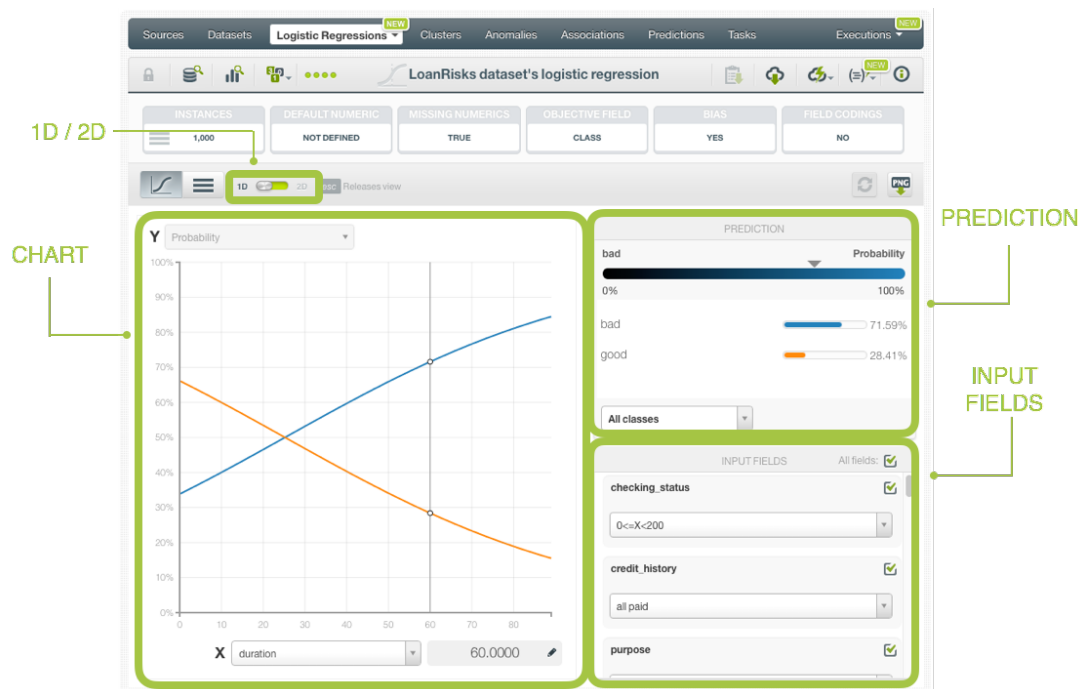 NEW
NEW
Sources Datasets Logistic Regressions Clusters Anomalies Associations Predictions Tasks Executions
NEW
LoanRisks dataset's logistic regression
INSTANCES DEFAULT NUMERIC MISSING NUMERICS OBJECTIVE FIELD BIAS FIELD CODINGS
1,000 NOT DEFINED TRUE CLASS YES NO
1D / 2D
1D 2D esc Releases view PNG
CHART
PREDICTION
INPUT
FIELDS
Y Probability
100%
90%
80%
70%
60%
50%
40%
30%
20%
10%
0%
0 10 20 30 40 50 60 70 80
X duration 60.0000
PREDICTION
bad Probability
0% 100%
bad 71.59%
good 28.41%
All classes
INPUT FIELDS All fields:
checking_status
0<=X<200
credit_history
all paid
purpose